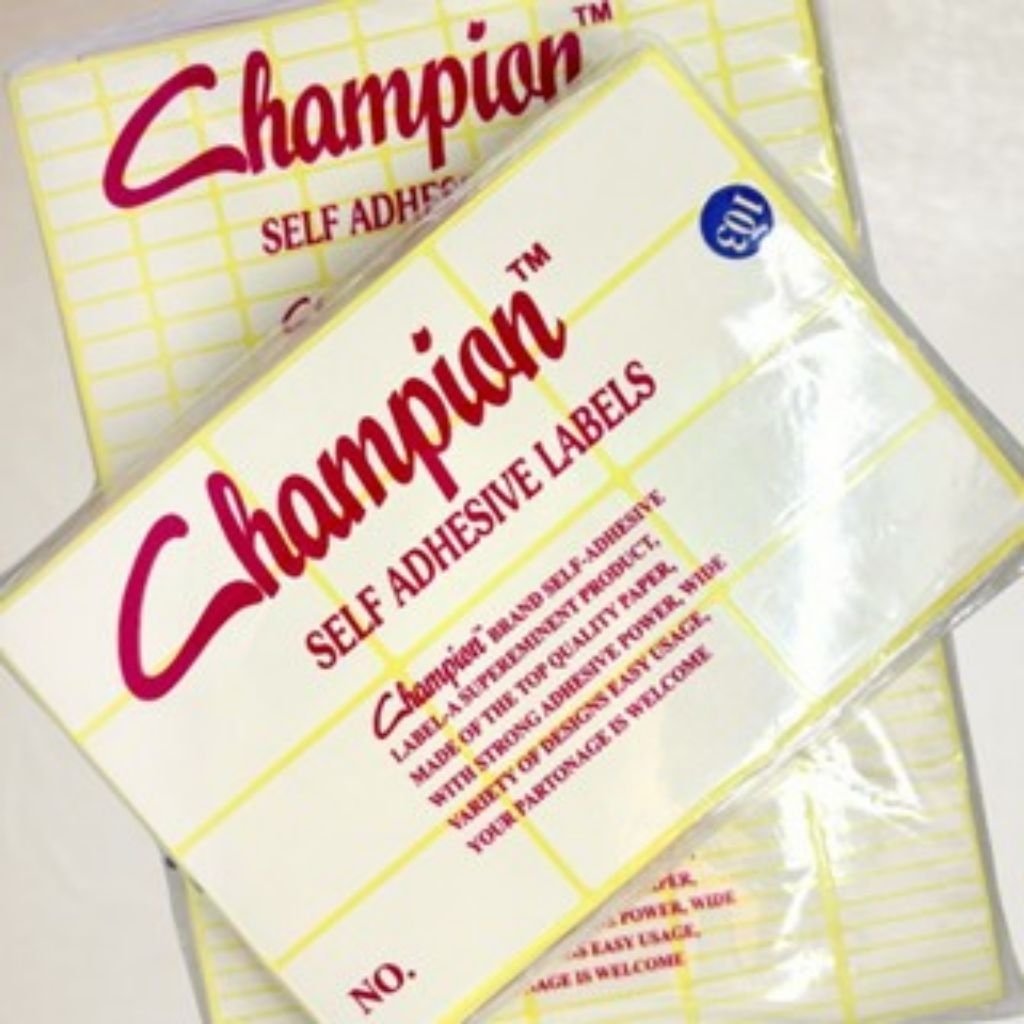 Champion™
SELF ADHES
Champion™
SELF ADHESIVE LABELS
Champion™ BRAND SELF-ADHESIVE
LABEL-A SUPEREMINENT PRODUCT,
MADE OF THE TOP QUALITY PAPER,
WITH STRONG ADHESIVE POWER, WIDE
VARIETY OF DESIGNS EASY USAGE,
YOUR PARTONAGE IS WELCOME
NO.
103
PER,
POWER, WIDE
EASY USAGE,
AGE IS WELCOME